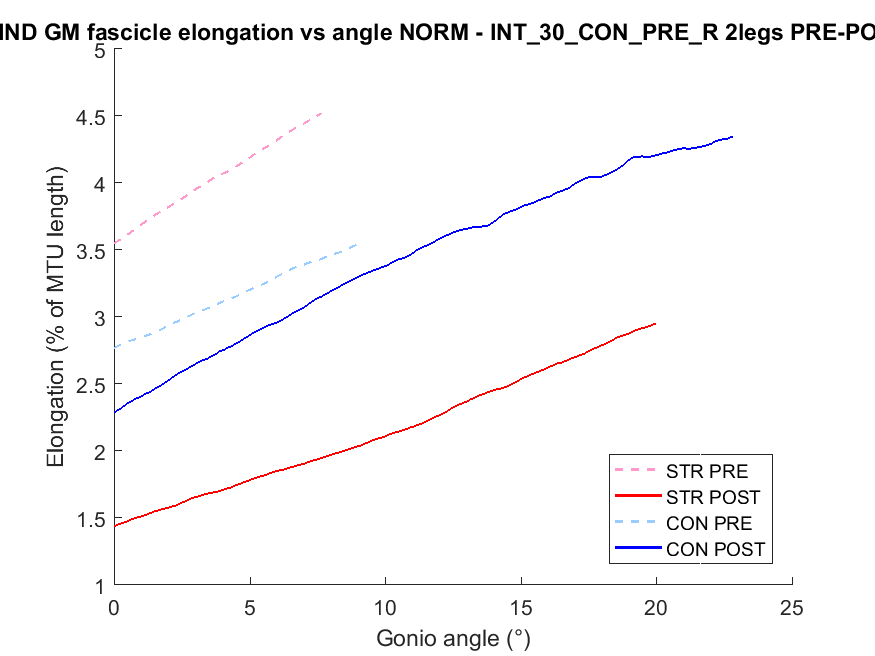 IND GM fascicle elongation vs angle NORM - INT_30_CON_PRE_R 2legs PRE-PO
Elongation (% of MTU length)
5
4.5
4
3.5
3
2.5
2
1.5
1
0 5 10 15 20 25
Gonio angle (°)
STR PRE
STR POST
CON PRE
CON POST